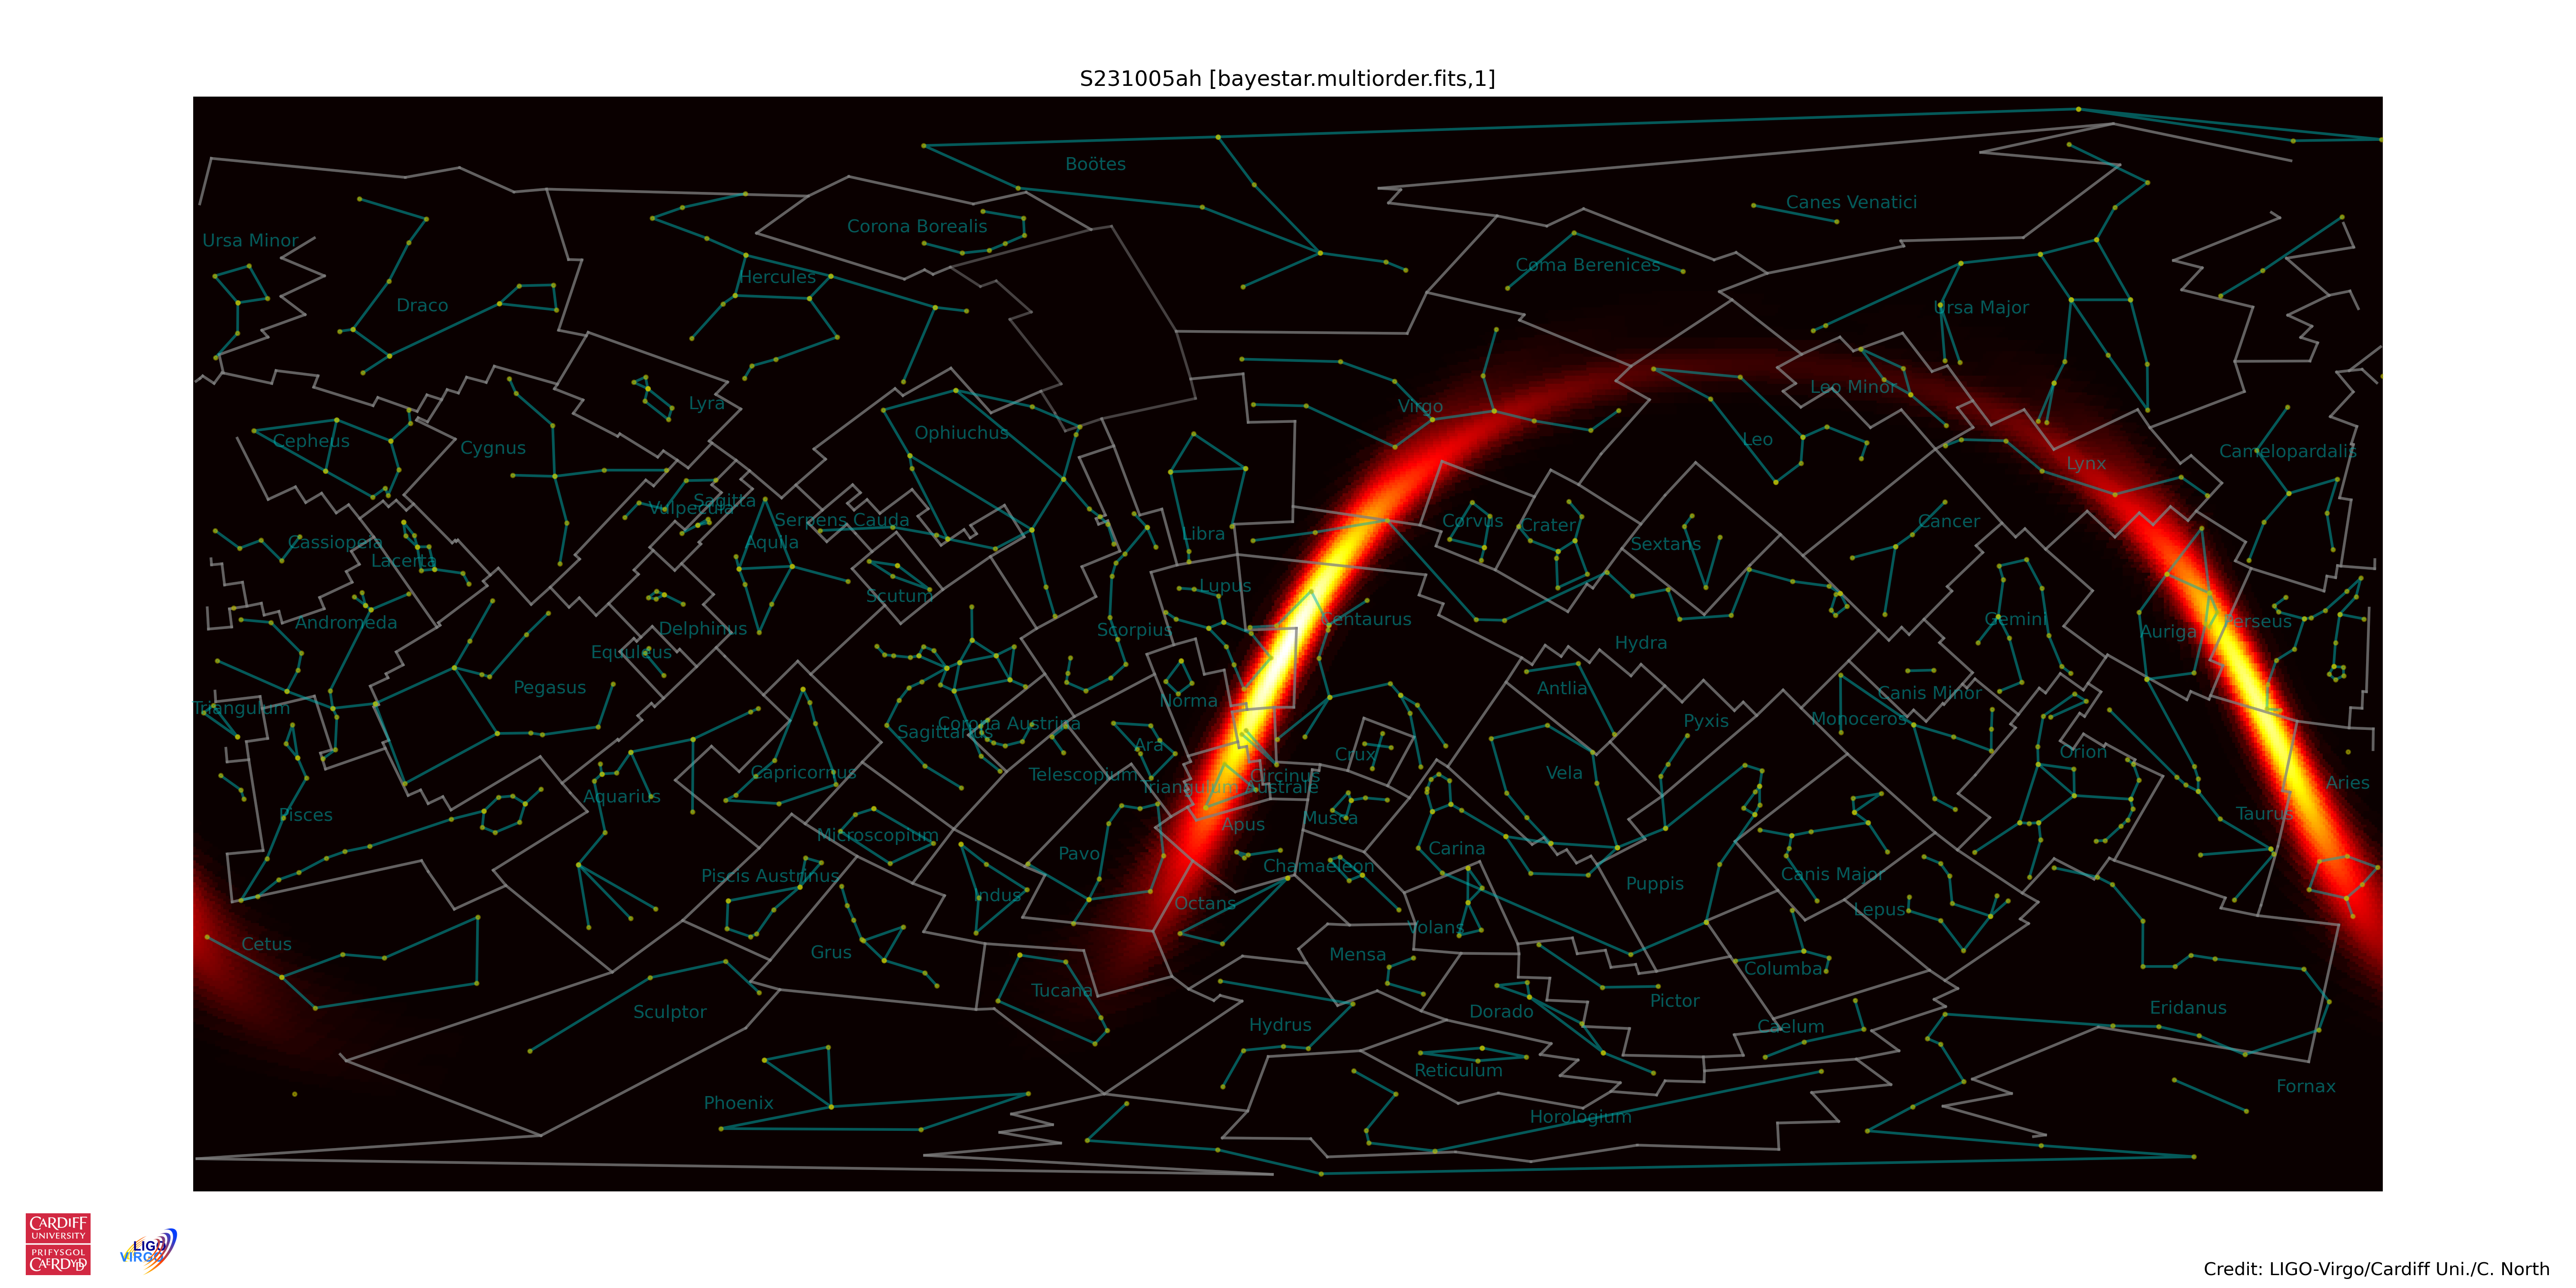 S231005ah [bayestar.multiorder.fits,1]
Boötes
Canes Venatici
Corona Borealis
Ursa Minor
Coma Berenices
Hercules
Draco
Ursa Major
Leo Minor
Lyra
Virgo
Ophiuchus
Leo
Cepheus
Cygnus
Camelopardalis
Lynx
Sagitta
Vulpecula
Serpens Cauda
Corvus
Crater
Cancer
Libra
Cassiopeia
Aquila
Sextans
Lacerta
Lupus
Scutum
Andromeda
Delphinus
Scorpius
Centaurus
Gemini
Perseus
Auriga
Equuleus
Hydra
Pegasus
Antlia
Canis Minor
Triangulum
Norma
Sagittarius
Corona Austrina
Pyxis
Monoceros
Ara
Crux
Orion
Capricornus
Telescopium
Circinus
Vela
Aries
Triangulum Australe
Aquarius
Pisces
Musca
Taurus
Apus
Microscopium
Pavo
Carina
Chamaeleon
Piscis Austrinus
Canis Major
Puppis
Indus
Octans
Lepus
Volans
Cetus
Grus
Mensa
Columba
Tucana
Pictor
Eridanus
Sculptor
Dorado
Hydrus
Caelum
Reticulum
Fornax
Phoenix
Horologium
CARDIFF
UNIVERSITY
PRIFYSGOL
CAERDYDD
LIGO
VIRGO
Credit: LIGO-Virgo/Cardiff Uni./C. North